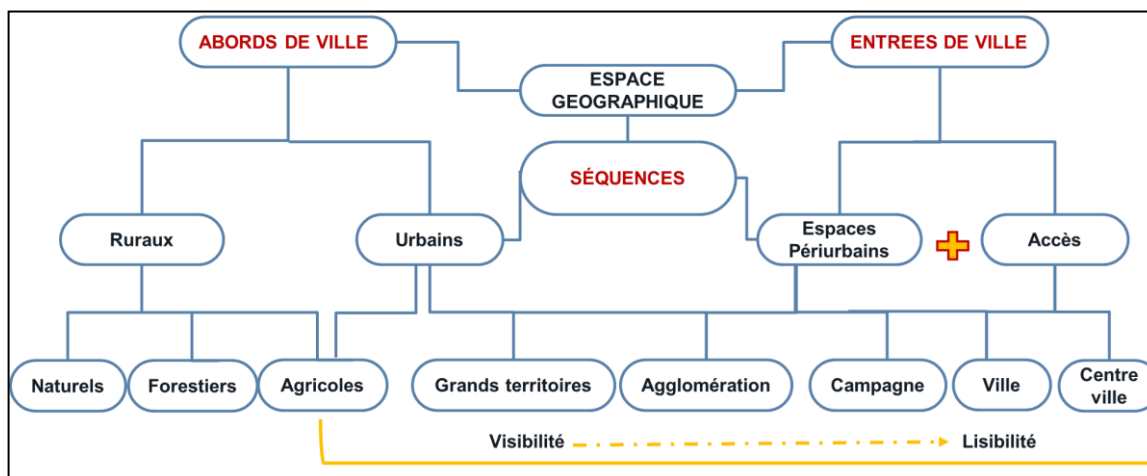 ABORDS DE VILLE
ENTREES DE VILLE
ESPACE
GEOGRAPHIQUE
SÉQUENCES
Ruraux
Urbains
Espaces
Périurbains
Accès
Naturels
Forestiers
Agricoles
Grands territoires
Agglomération
Campagne
Ville
Centre
ville
Visibilité
Lisibilité